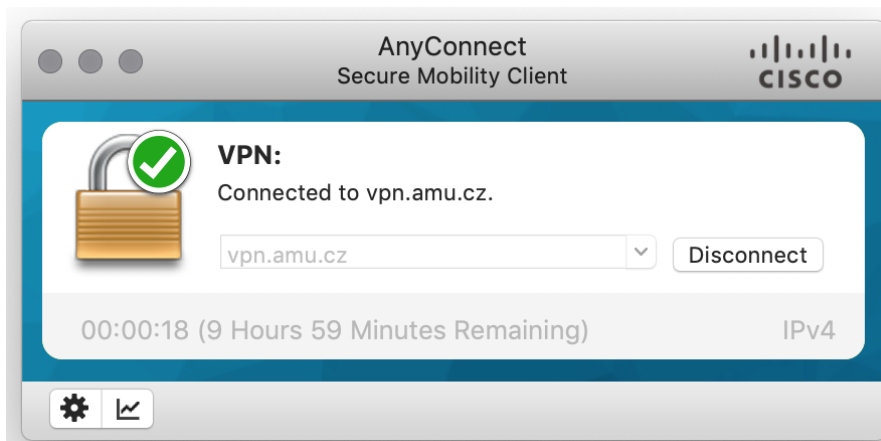 AnyConnect
Secure Mobility Client
CISCO
VPN:
Connected to vpn.amu.cz.
vpn.amu.cz
Disconnect
00:00:18 (9 Hours 59 Minutes Remaining)
IPv4